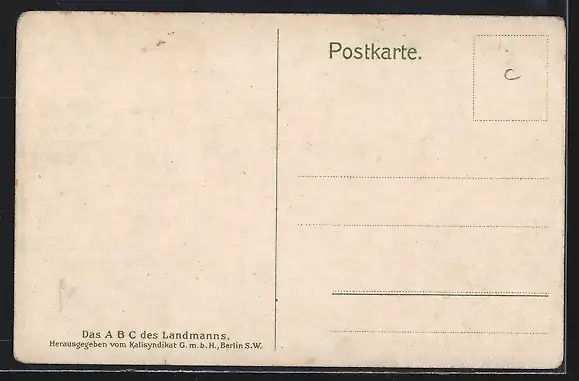 Postkarte.
C
Das A B C des Landmanns,
Herausgegeben vom Kalisyndikat G. m. b. H., Berlin S.W.